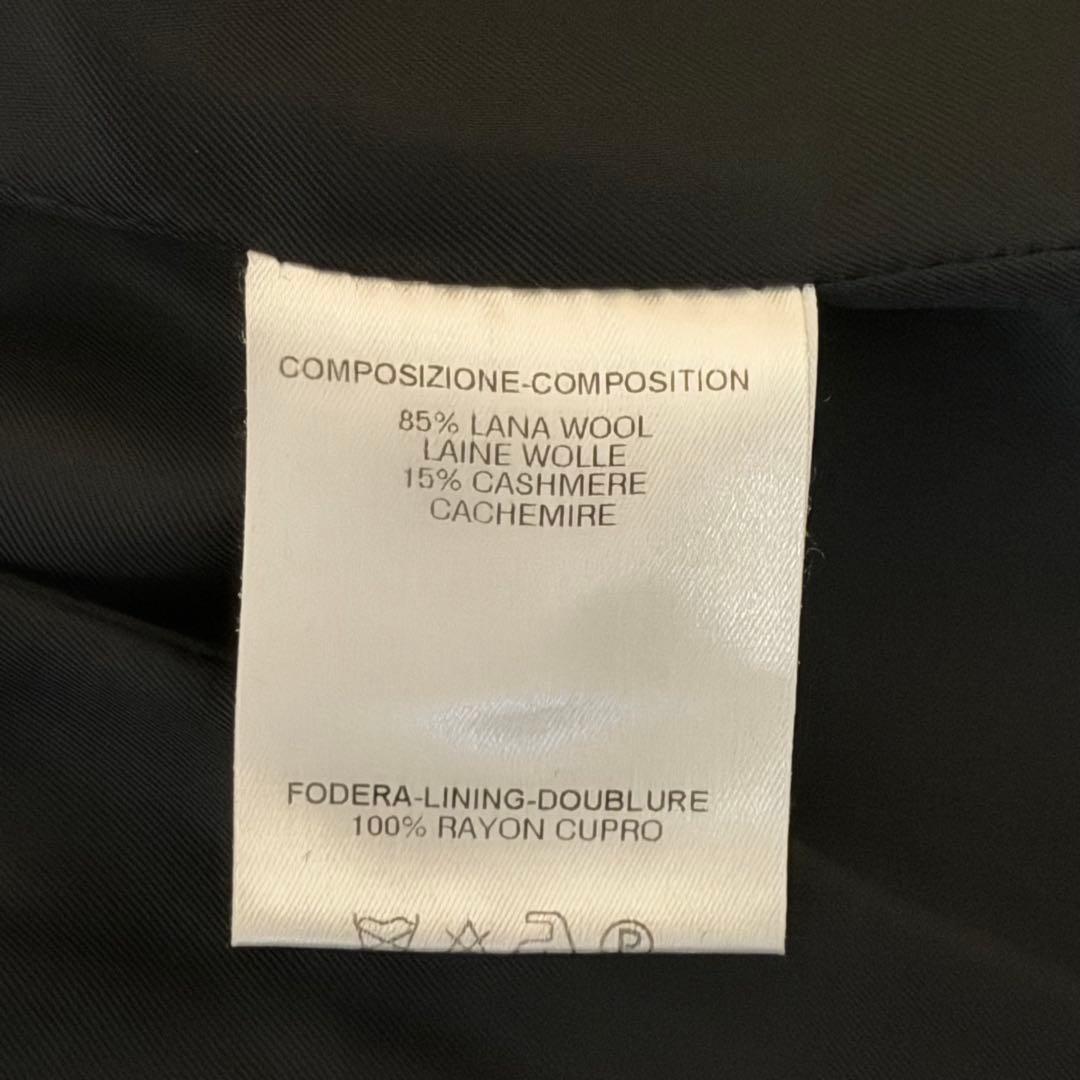 COMPOSIZIONE-COMPOSITION
85% LANA WOOL
LAINE WOLLE
15% CASHMERE
CACHEMIRE
FODERA-LINING-DOUBLURE
100% RAYON CUPRO
P